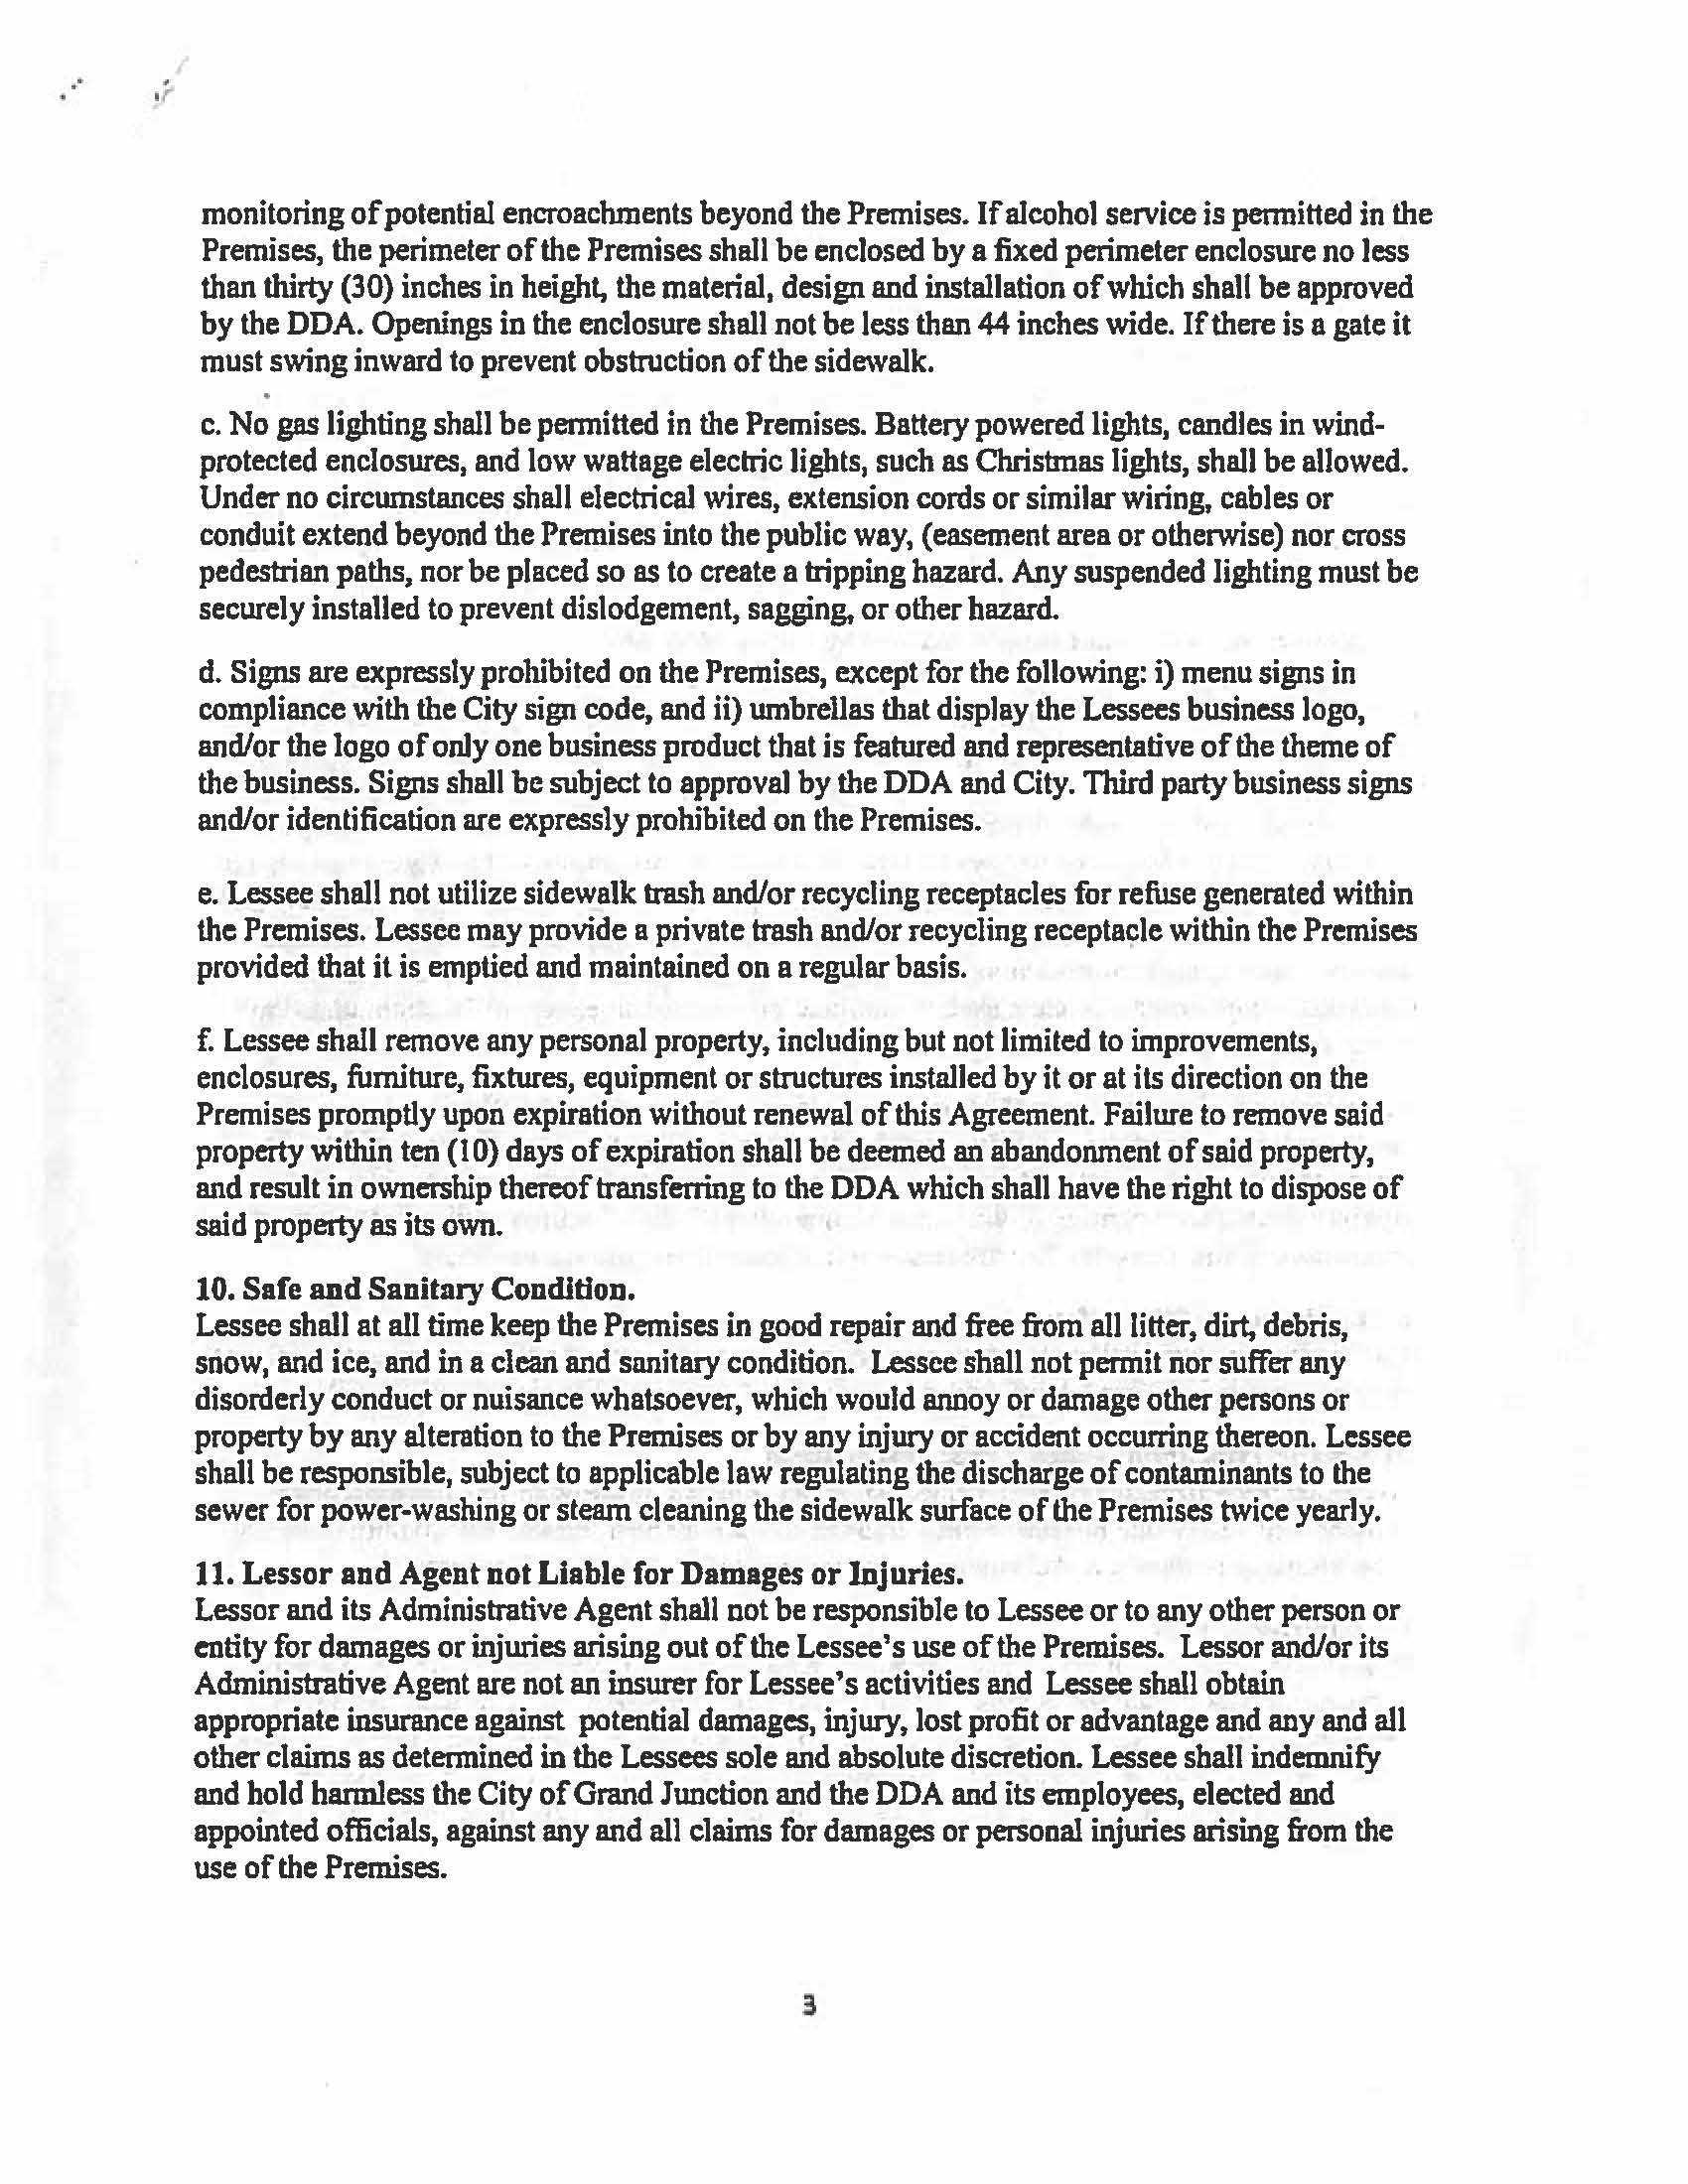 monitoring of potential encroachments beyond the Premises. If alcohol service is permitted in the
Premises, the perimeter of the Premises shall be enclosed by a fixed perimeter enclosure no less
than thirty (30) inches in height, the material, design and installation of which shall be approved
by the DDA. Openings in the enclosure shall not be less than 44 inches wide. If there is a gate it
must swing inward to prevent obstruction of the sidewalk.
c. No gas lighting shall be permitted in the Premises. Battery powered lights, candles in wind-
protected enclosures, and low wattage electric lights, such as Christmas lights, shall be allowed.
Under no circumstances shall electrical wires, extension cords or similar wiring, cables or
conduit extend beyond the Premises into the public way, (easement area or otherwise) nor cross
pedestrian paths, nor be placed so as to create a tripping hazard. Any suspended lighting must be
securely installed to prevent dislodgement, sagging, or other hazard.
d. Signs are expressly prohibited on the Premises, except for the following: i) menu signs in
compliance with the City sign code, and ii) umbrellas that display the Lessees business logo,
and/or the logo of only one business product that is featured and representative of the theme of
the business. Signs shall be subject to approval by the DDA and City. Third party business signs
and/or identification are expressly prohibited on the Premises.
e. Lessee shall not utilize sidewalk trash and/or recycling receptacles for refuse generated within
the Premises. Lessee may provide a private trash and/or recycling receptacle within the Premises
provided that it is emptied and maintained on a regular basis.
f. Lessee shall remove any personal property, including but not limited to improvements,
enclosures, furniture, fixtures, equipment or structures installed by it or at its direction on the
Premises promptly upon expiration without renewal of this Agreement. Failure to remove said
property within ten (10) days of expiration shall be deemed an abandonment of said property,
and result in ownership thereof transferring to the DDA which shall have the right to dispose of
said property as its own.
10. Safe and Sanitary Condition.
Lessee shall at all time keep the Premises in good repair and free from all litter, dirt, debris,
snow, and ice, and in a clean and sanitary condition. Lessee shall not permit nor suffer any
disorderly conduct or nuisance whatsoever, which would annoy or damage other persons or
property by any alteration to the Premises or by any injury or accident occurring thereon. Lessee
shall be responsible, subject to applicable law regulating the discharge of contaminants to the
sewer for power-washing or steam cleaning the sidewalk surface of the Premises twice yearly.
11. Lessor and Agent not Liable for Damages or Injuries.
Lessor and its Administrative Agent shall not be responsible to Lessee or to any other person or
entity for damages or injuries arising out of the Lessee's use of the Premises. Lessor and/or its
Administrative Agent are not an insurer for Lessee's activities and Lessee shall obtain
appropriate insurance against potential damages, injury, lost profit or advantage and any and all
other claims as determined in the Lessees sole and absolute discretion. Lessee shall indemnify
and hold harmless the City of Grand Junction and the DDA and its employees, elected and
appointed officials, against any and all claims for damages or personal injuries arising from the
use of the Premises.
3